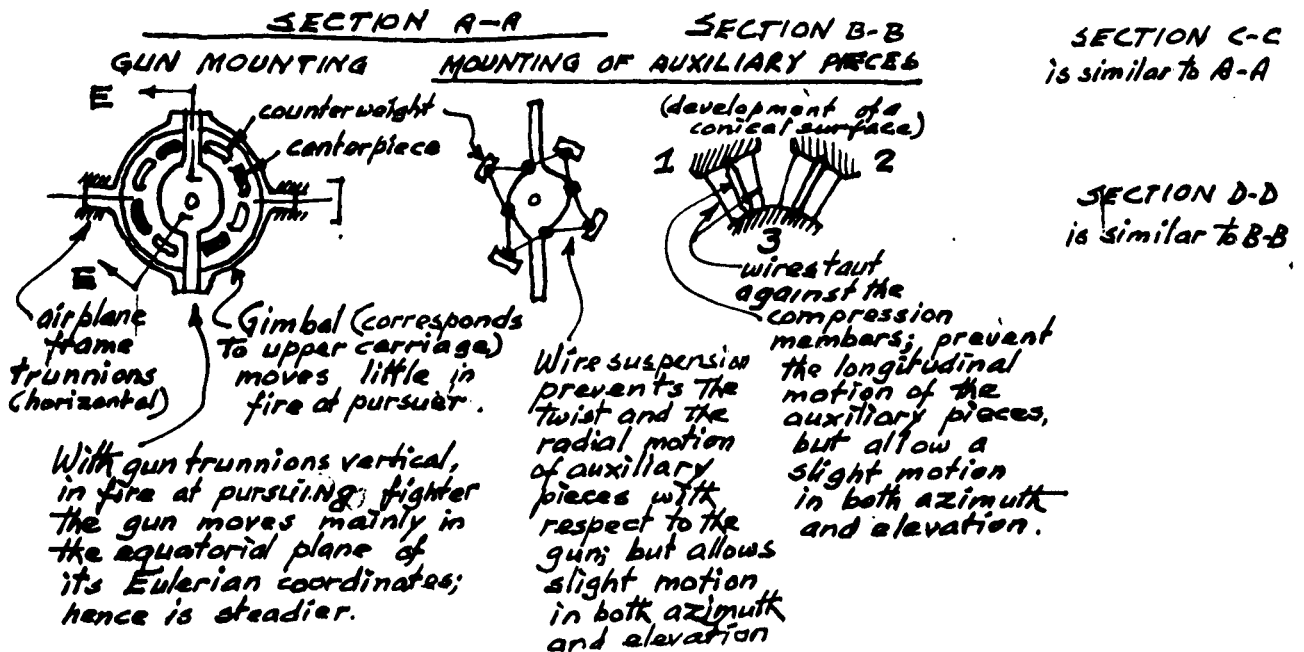 SECTION A-A
GUN MOUNTING
E
counterweight
centerpiece
E
airplane
frame
trunnions
(horizontal)
Gimbal (corresponds
to upper carriage)
moves little in
fire at pursuer.
With gun trunnions vertical,
in fire at pursuing fighter
the gun moves mainly in
the equatorial plane of
its Eulerian coordinates;
hence is steadier.
SECTION B-B
MOUNTING OF AUXILIARY PIECES
(development of a
conical surface)
1
2
3
Wire suspension
prevents the
twist and the
radial motion
of auxiliary
pieces with
respect to the
gun; but allows
slight motion
in both azimuth
and elevation
wires taut
against the
compression
members; prevent
the longitudinal
motion of the
auxiliary pieces,
but allow a
slight motion
in both azimuth
and elevation.
SECTION C-C
is similar to A-A
SECTION D-D
is similar to B-B